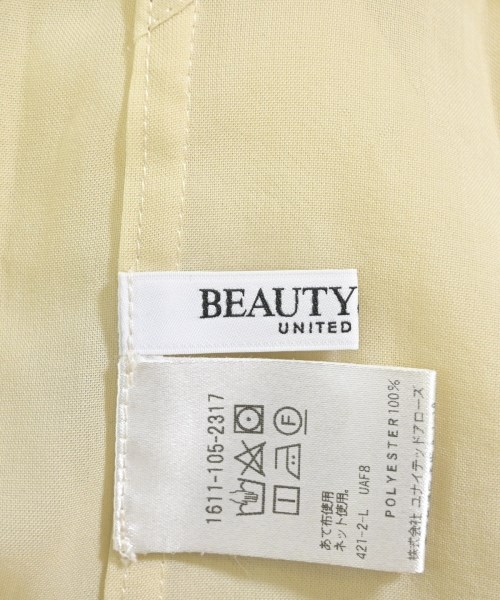 BEAUTY
UNITED
1611-105-2317
F
あて布使用
ネット使用。
421-2-L UAF8
POLYESTER100%
株式会社 ユナイテッドアローズ